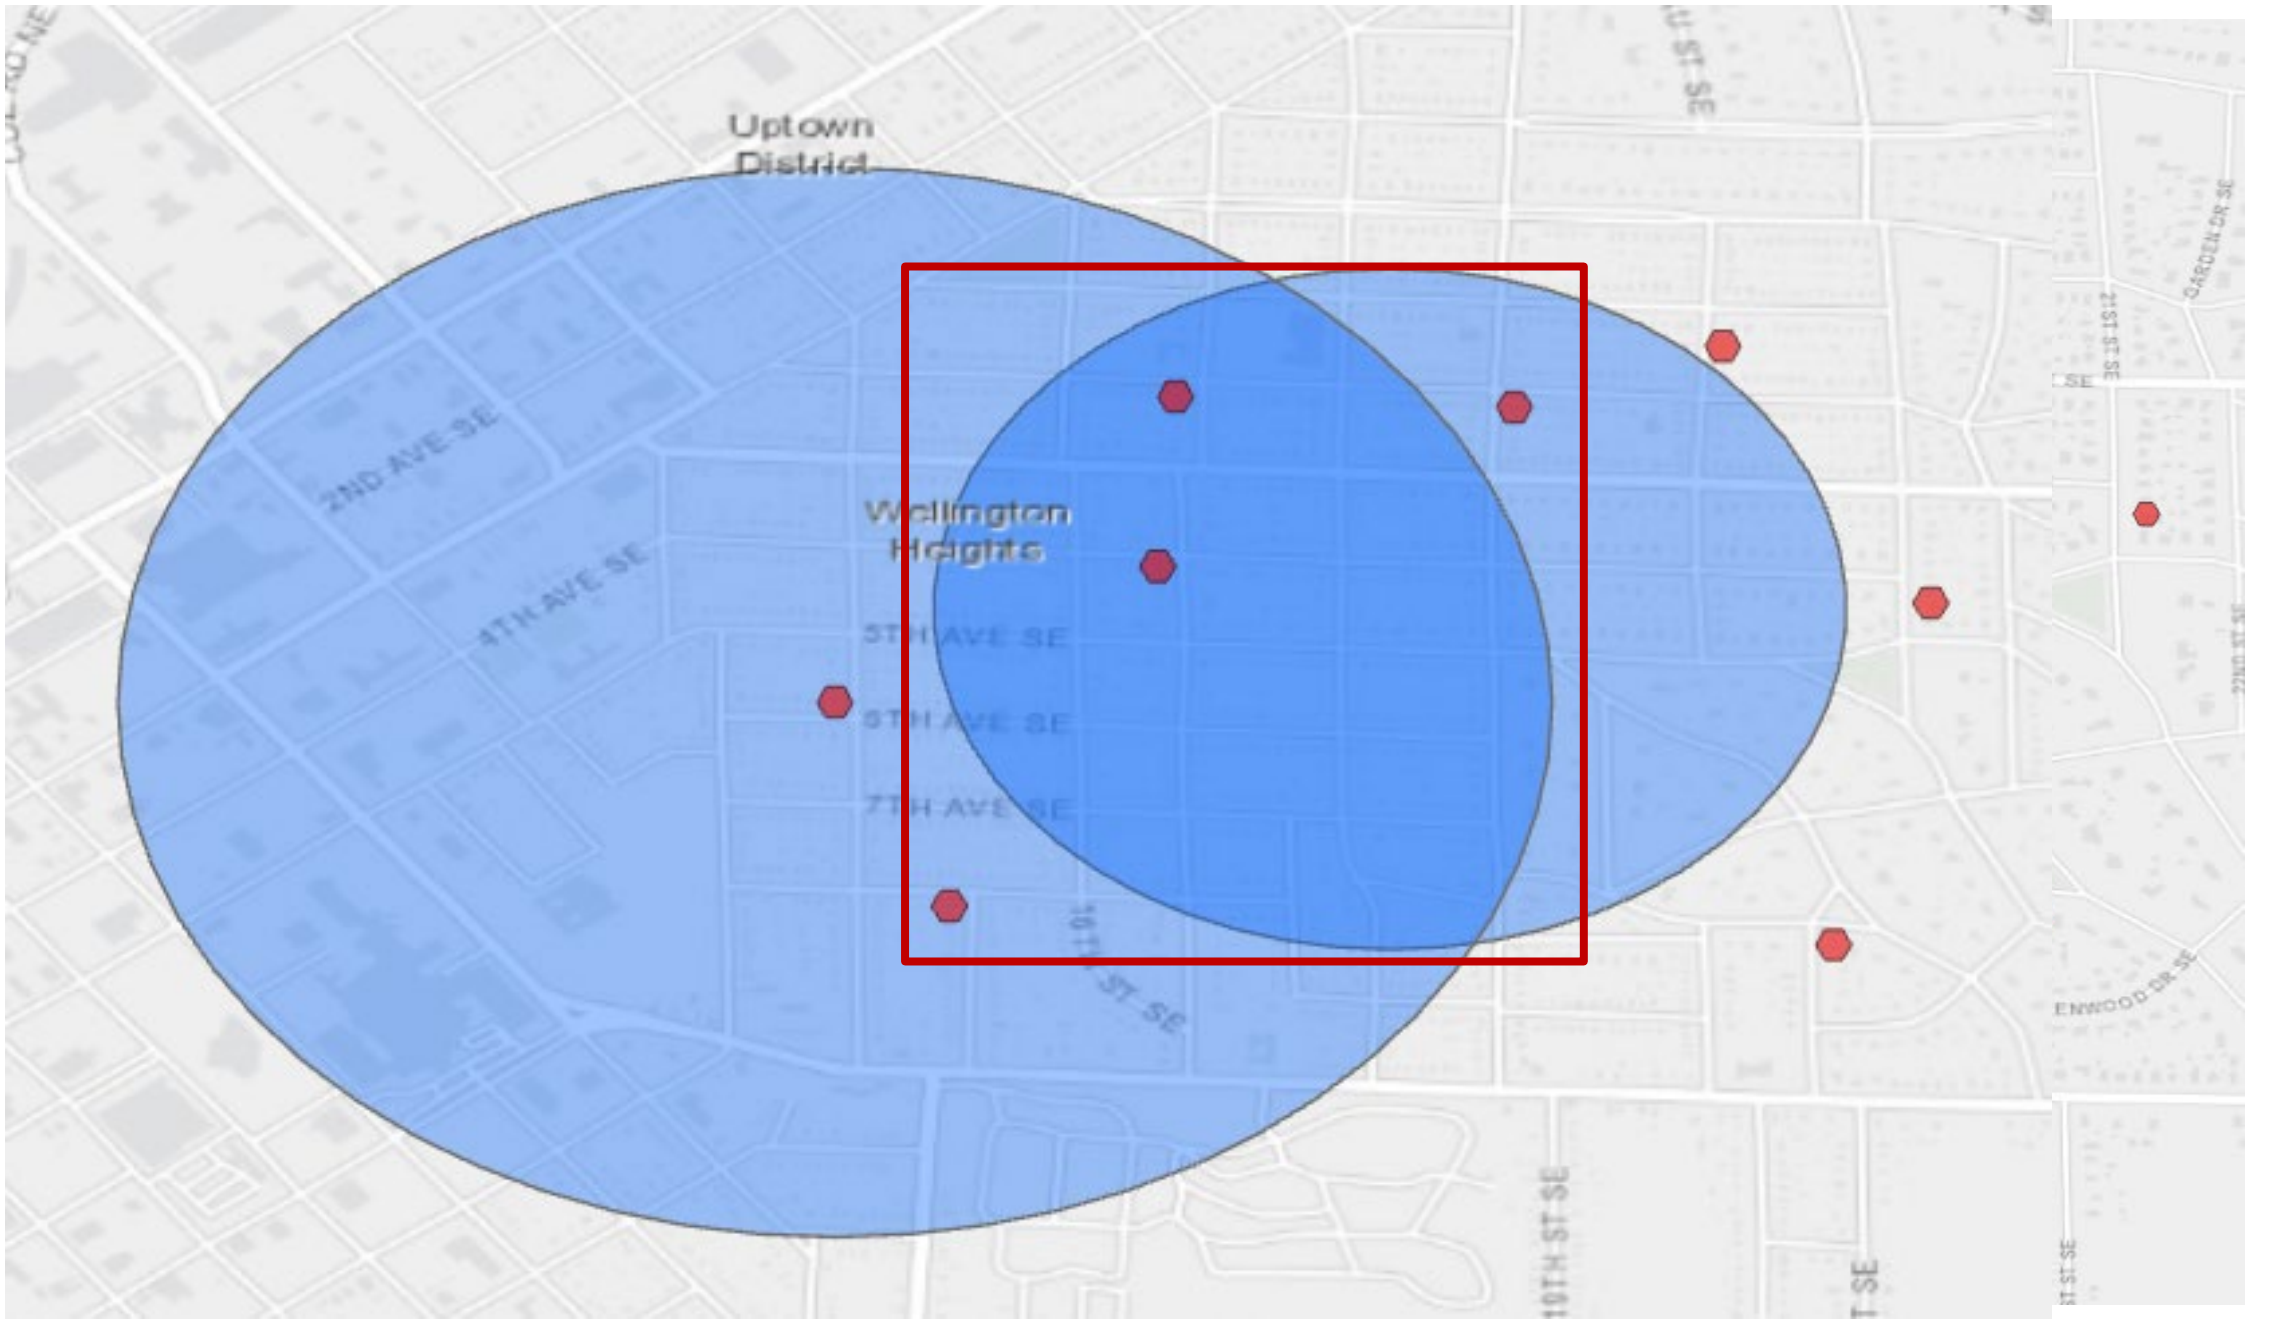 Uptown
District
GARDEN DR SE
21ST ST SE
SE
2ND AVE SE
4TH AVE SE
Wellington
Heights
5TH AVE SE
6TH AVE SE
7TH AVE SE
22ND ST SE
16TH ST SE
ENWOOD DR SE
19TH ST SE
T SE
ST SE